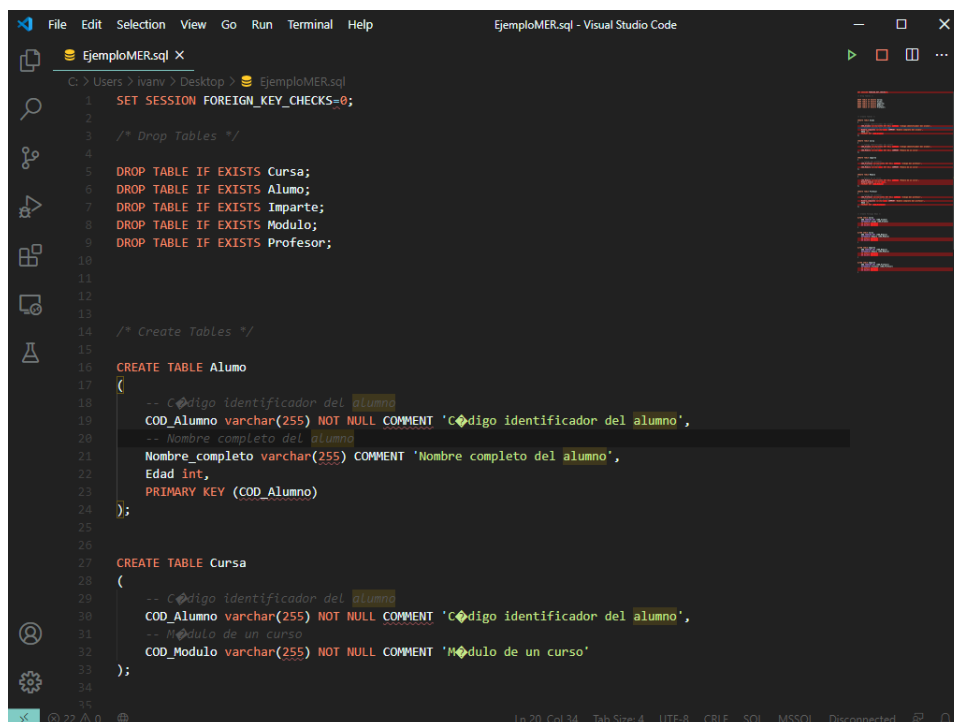 File Edit Selection View Go Run Terminal Help EjemploMER.sql - Visual Studio Code
EjemploMER.sql
C: > Users > ivanv > Desktop > EjemploMER.sql
1 SET SESSION FOREIGN_KEY_CHECKS=0;
2
3 /* Drop Tables */
4
5 DROP TABLE IF EXISTS Cursa;
6 DROP TABLE IF EXISTS Alumo;
7 DROP TABLE IF EXISTS Imparte;
8 DROP TABLE IF EXISTS Modulo;
9 DROP TABLE IF EXISTS Profesor;
10
11
12
13
14 /* Create Tables */
15
16 CREATE TABLE Alumo
17 (
18 -- C�digo identificador del alumno
19 COD_Alumno varchar(255) NOT NULL COMMENT 'C�digo identificador del alumno',
20 -- Nombre completo del alumno
21 Nombre_completo varchar(255) COMMENT 'Nombre completo del alumno',
22 Edad int,
23 PRIMARY KEY (COD_Alumno)
24 );
25
26
27 CREATE TABLE Cursa
28 (
29 -- C�digo identificador del alumno
30 COD_Alumno varchar(255) NOT NULL COMMENT 'C�digo identificador del alumno',
31 -- M�dulo de un curso
32 COD_Modulo varchar(255) NOT NULL COMMENT 'M�dulo de un curso'
33 );
34
35
22 0 Ln 20, Col 34 Tab Size: 4 UTF-8 CRLF SQL MSSQL Disconnected